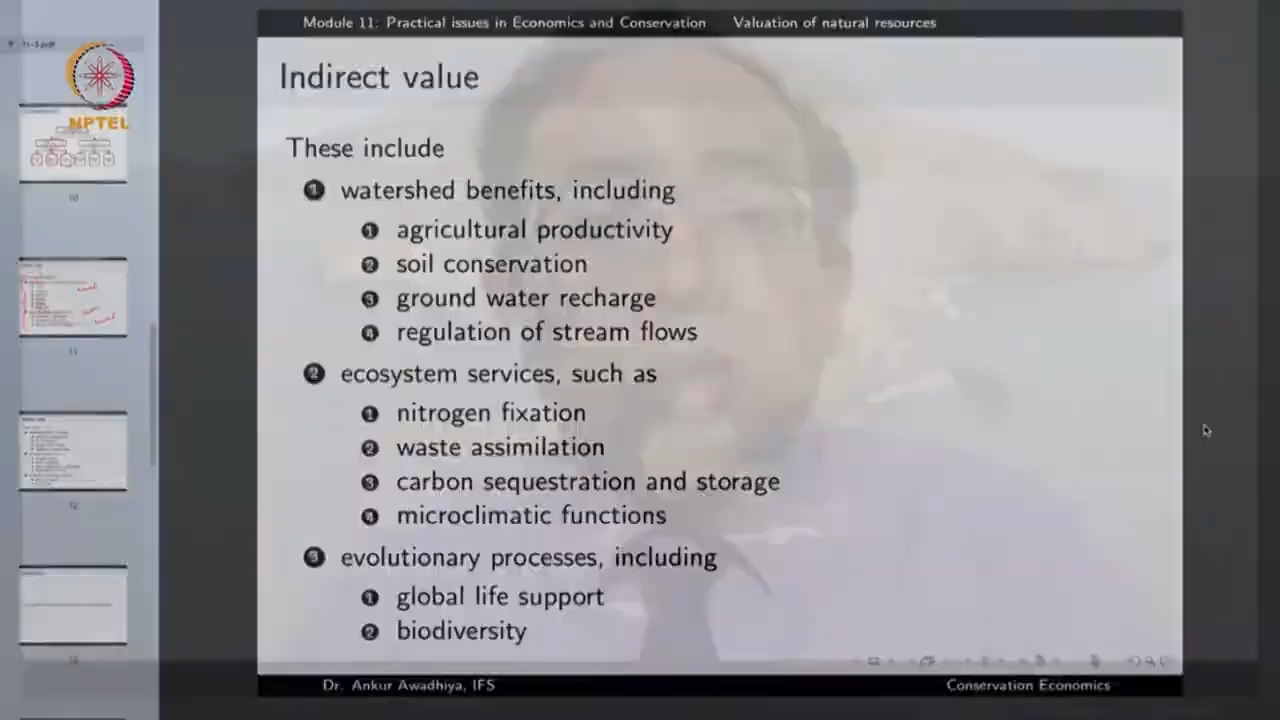 Module 11: Practical issues in Economics and Conservation Valuation of natural resources
NPTEL
Indirect value
These include
1 watershed benefits, including
1 agricultural productivity
2 soil conservation
3 ground water recharge
4 regulation of stream flows
2 ecosystem services, such as
1 nitrogen fixation
2 waste assimilation
3 carbon sequestration and storage
4 microclimatic functions
3 evolutionary processes, including
1 global life support
2 biodiversity
10
11
12
Dr. Ankur Awadhiya, IFS Conservation Economics